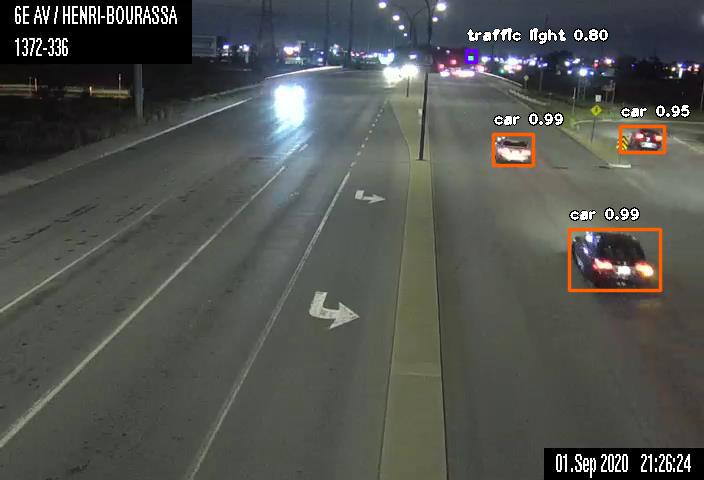 6E AV / HENRI-BOURASSA
1372-336
traffic light 0.80
car 0.99
car 0.95
car 0.99
01.Sep 2020 21:26:24